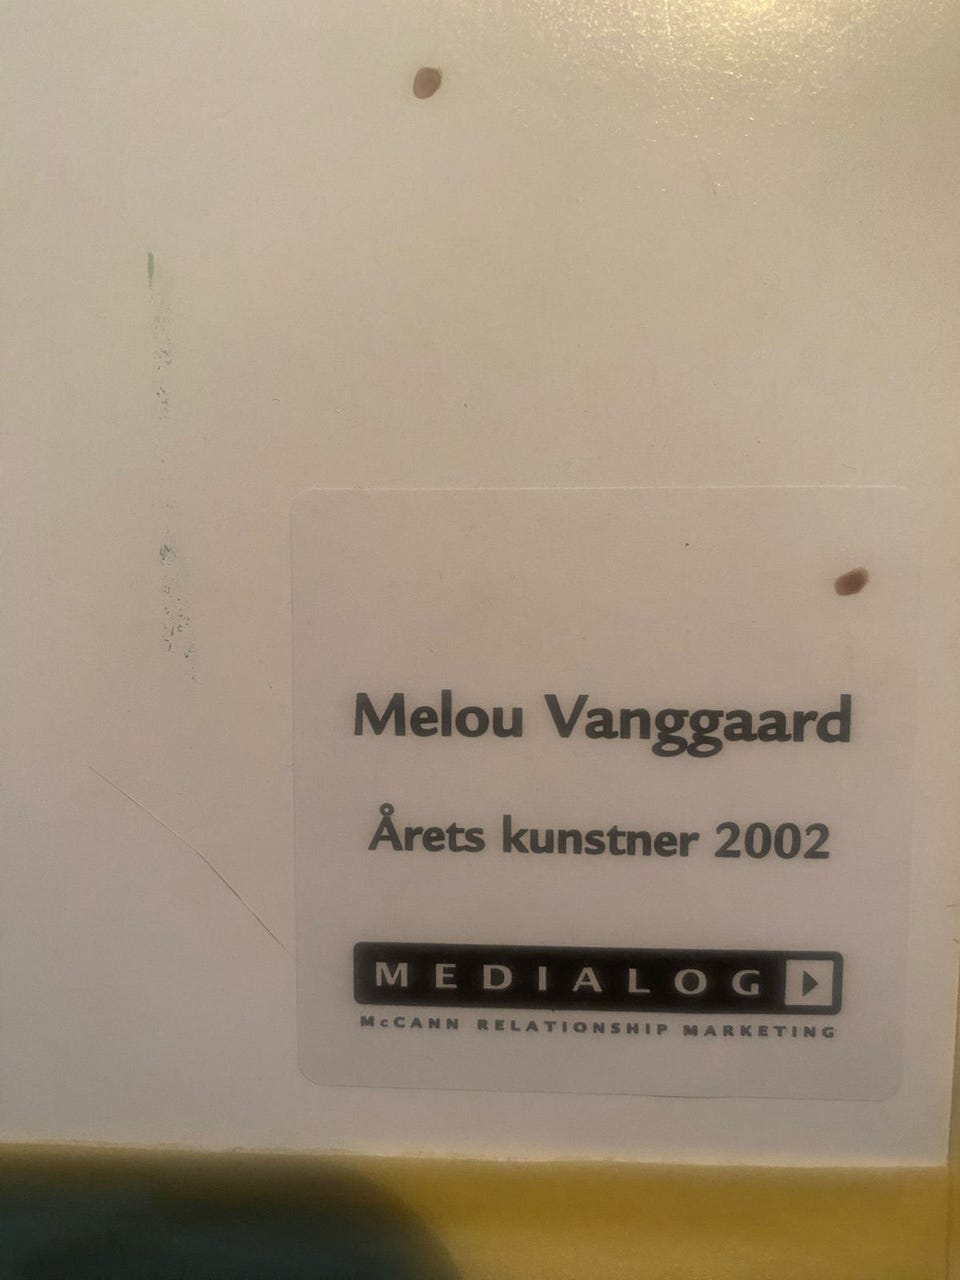 Melou Vanggaard
Årets kunstner 2002
MEDIALOG
McCANN RELATIONSHIP MARKETING